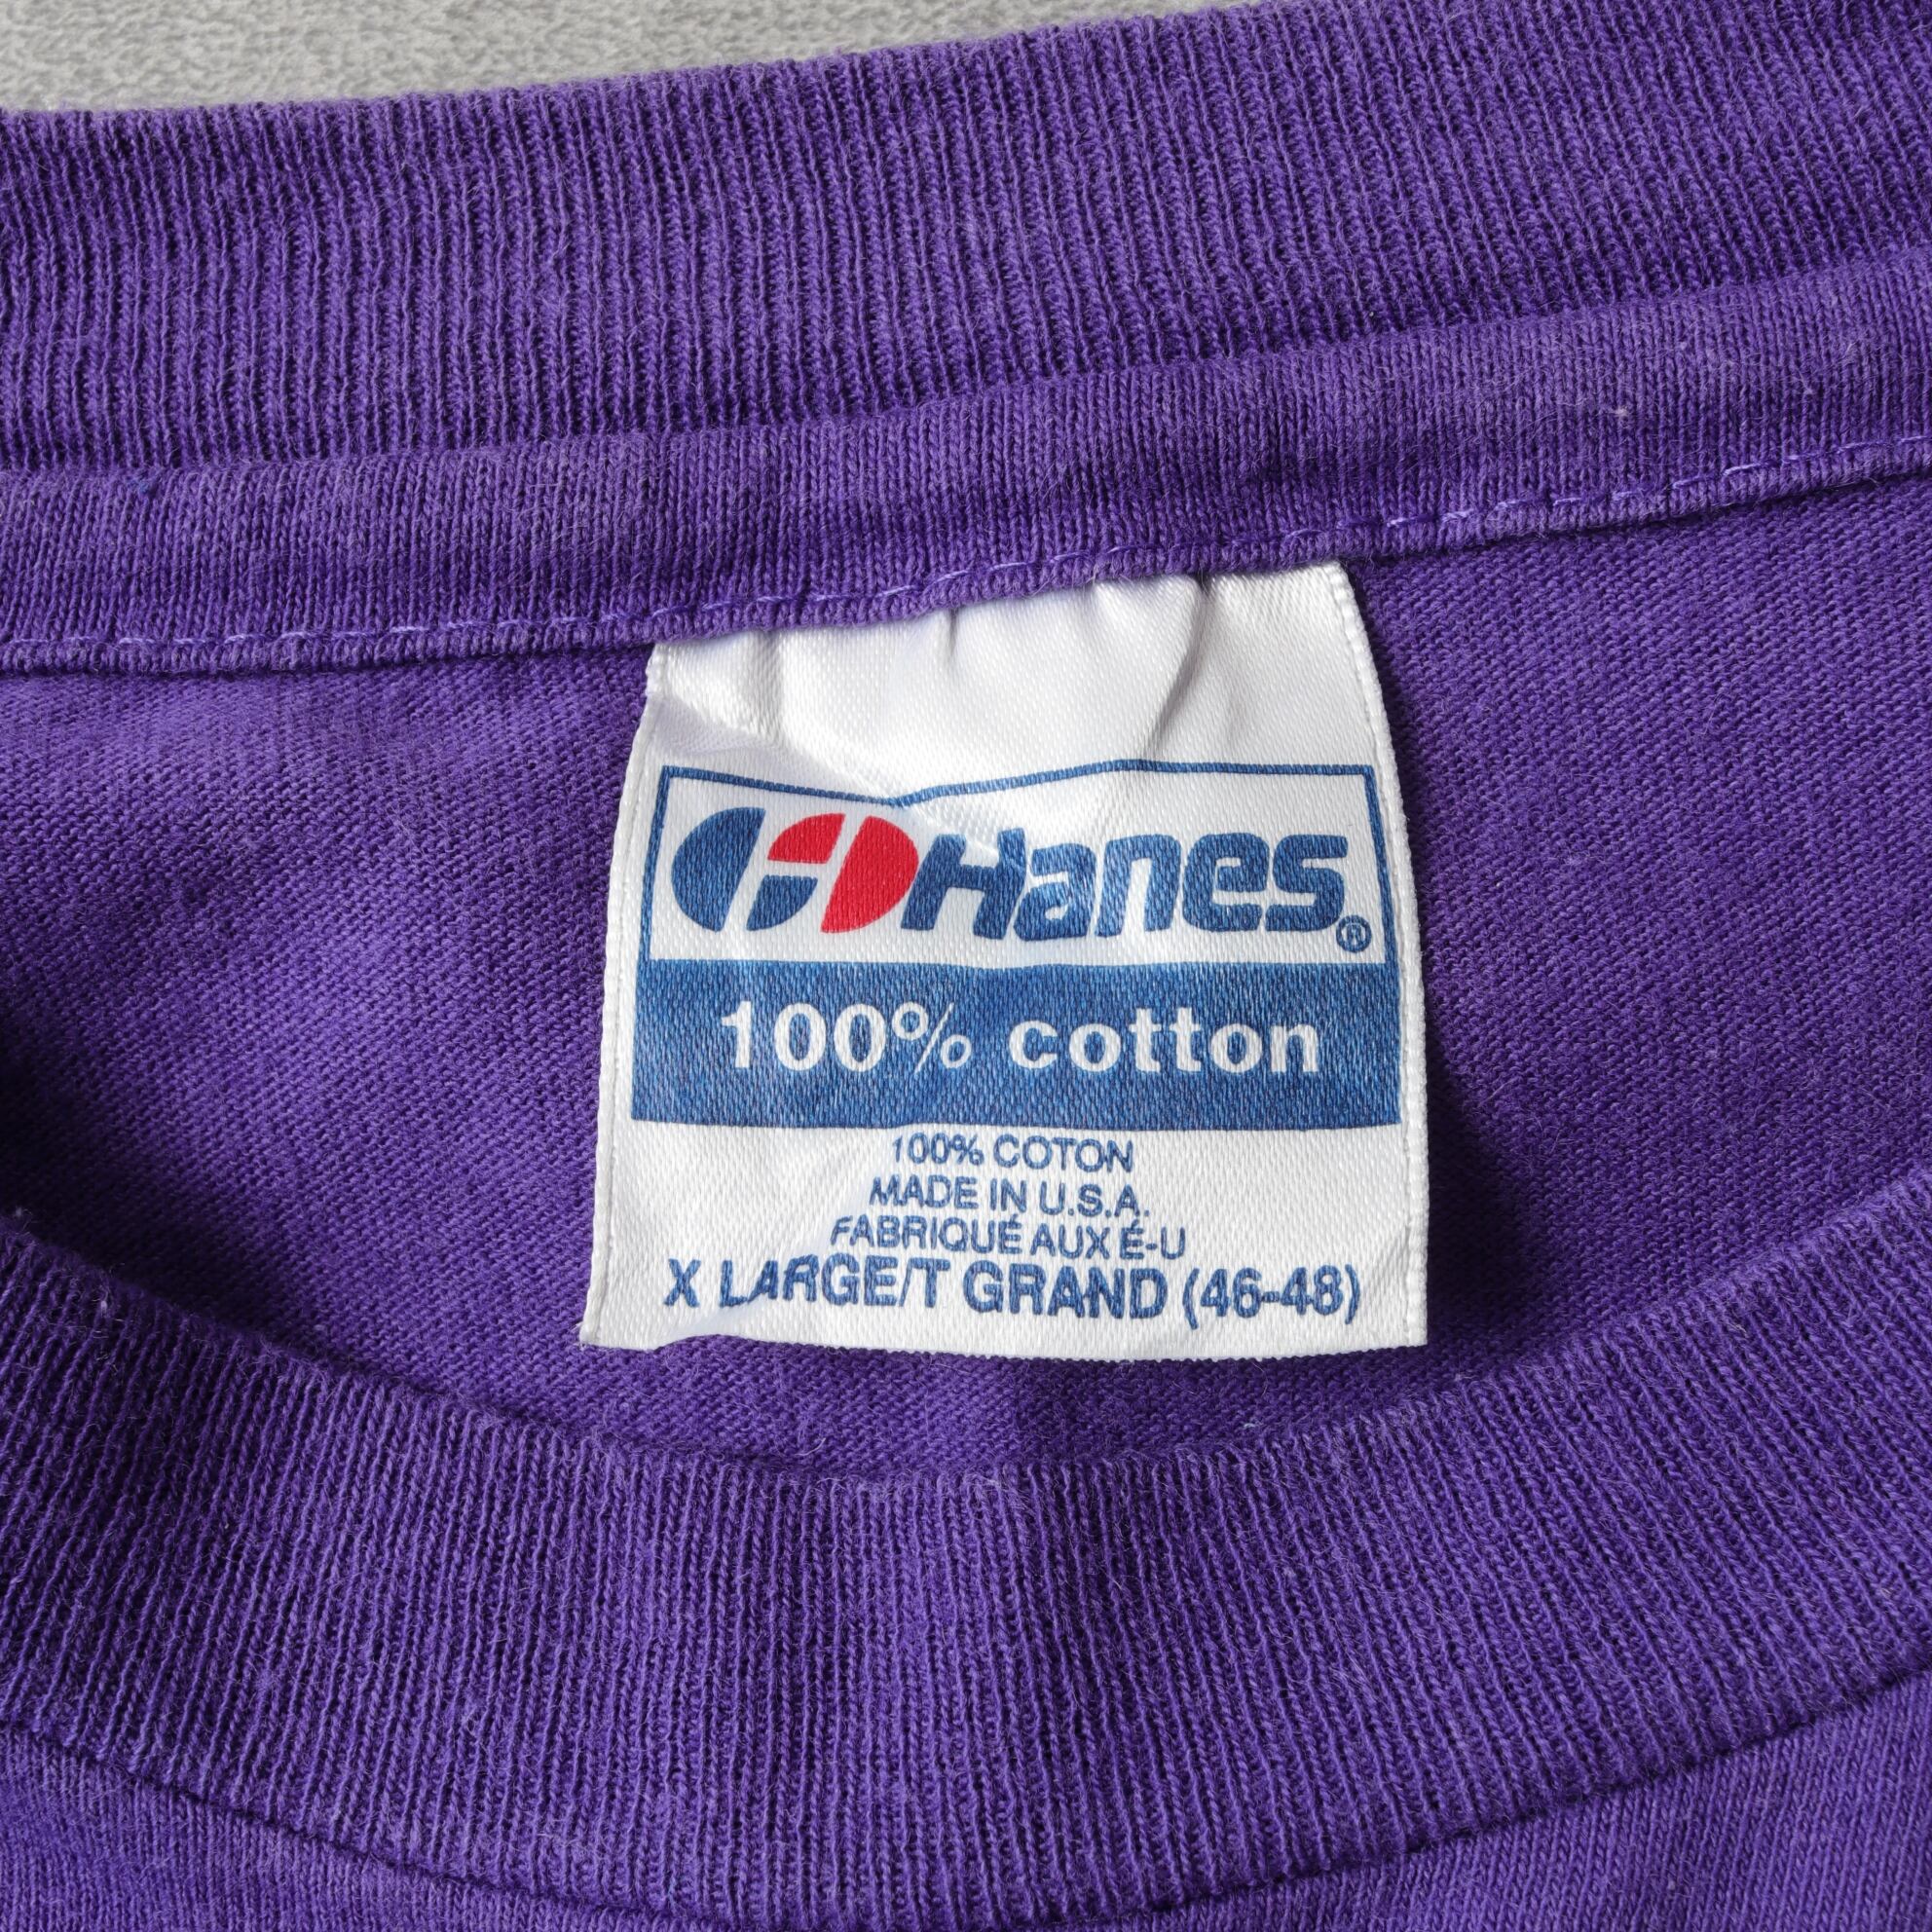 Hanes®
100% cotton
100% COTON
MADE IN U.S.A.
FABRIQUÉ AUX É-U
X LARGE/T GRAND (46-48)